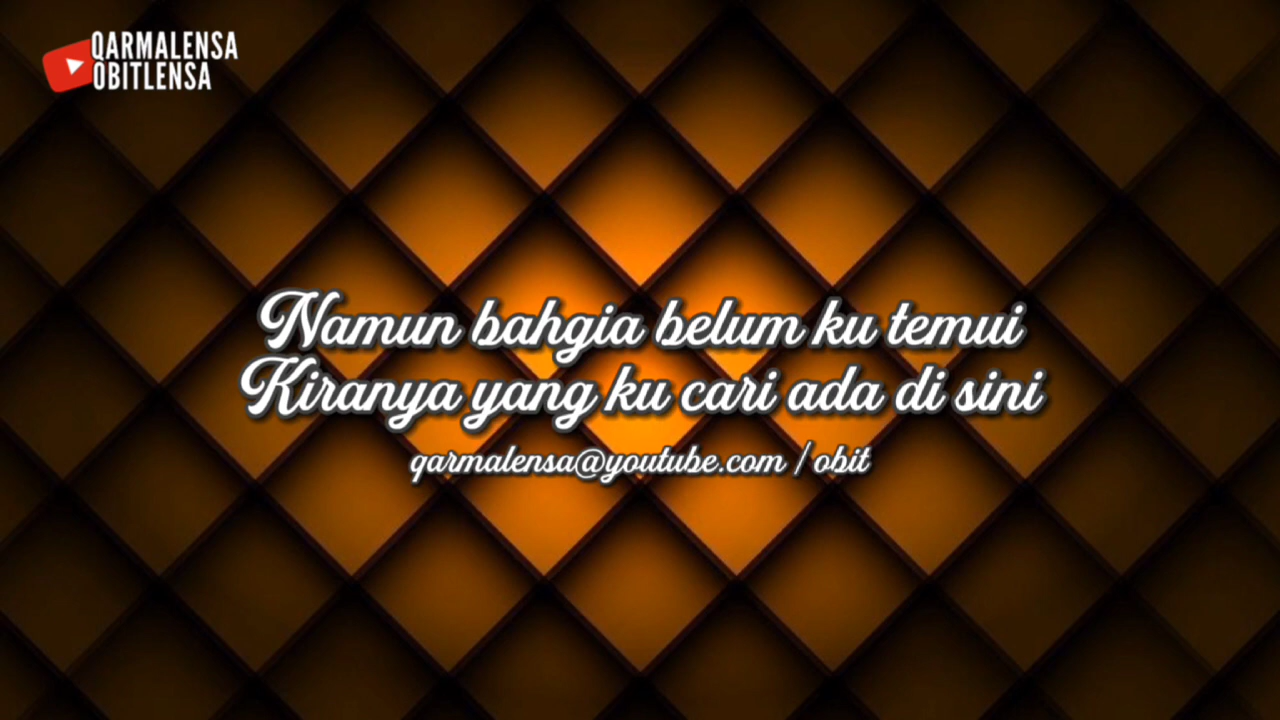 QARMALENSA
OBITLENSA
Namun bahgia belum ku temui
Kiranya yang ku cari ada di sini
qarmalensa@youtube.com / obit